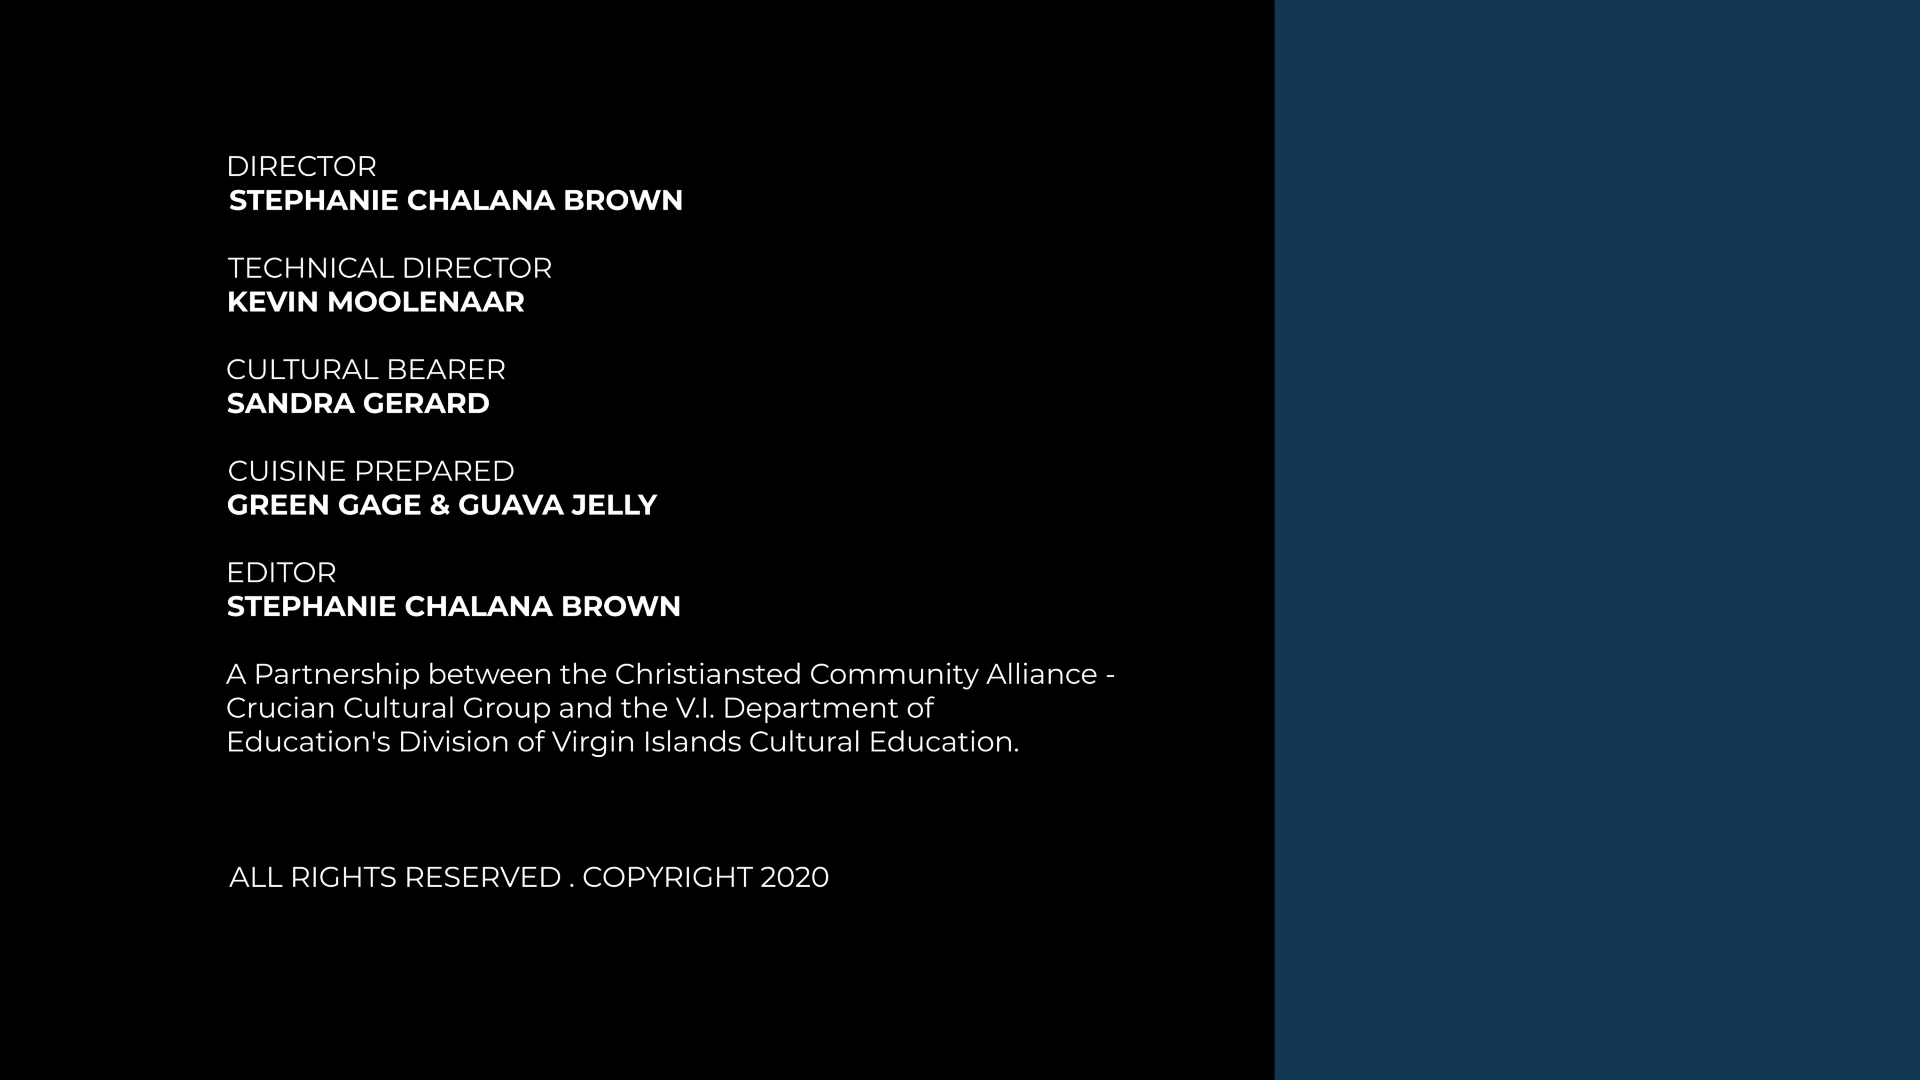 DIRECTOR
STEPHANIE CHALANA BROWN
TECHNICAL DIRECTOR
KEVIN MOOLENAAR
CULTURAL BEARER
SANDRA GERARD
CUISINE PREPARED
GREEN GAGE & GUAVA JELLY
EDITOR
STEPHANIE CHALANA BROWN
A Partnership between the Christiansted Community Alliance -
Crucian Cultural Group and the V.I. Department of
Education's Division of Virgin Islands Cultural Education.
ALL RIGHTS RESERVED . COPYRIGHT 2020